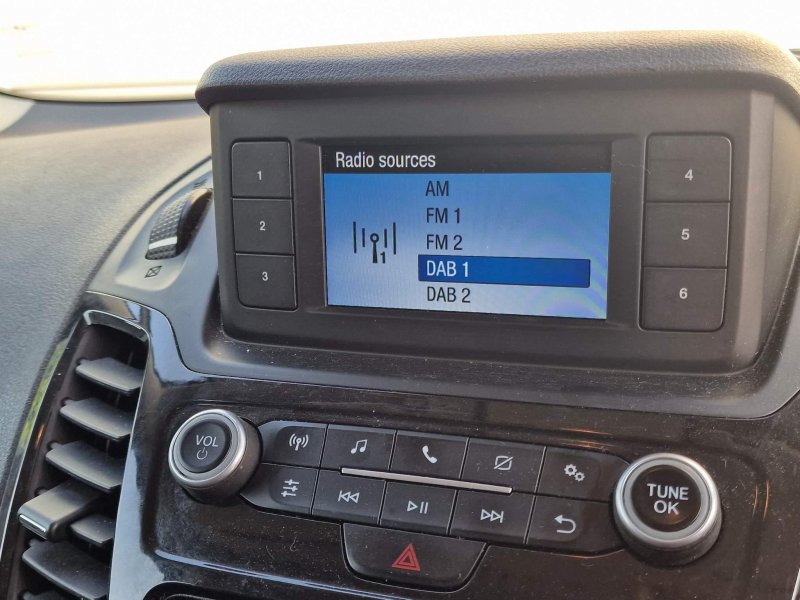 Radio sources
AM
FM 1
FM 2
DAB 1
DAB 2
1
1
2
3
4
5
6
VOL
TUNE
OK